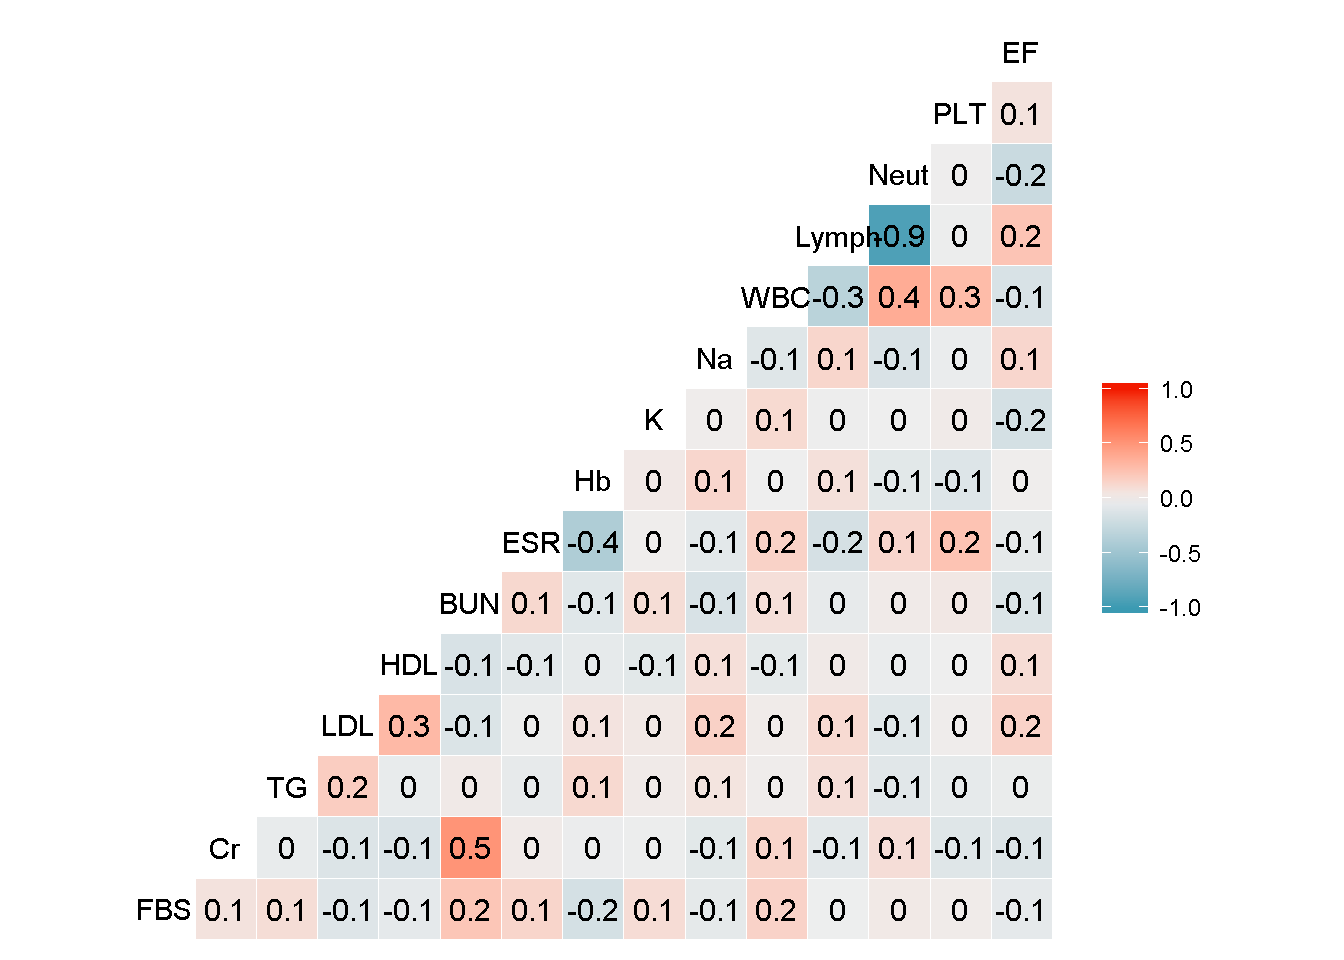 EF
PLT 0.1
Neut 0 -0.2
Lymph -0.9 0 0.2
WBC -0.3 0.4 0.3 -0.1
Na -0.1 0.1 -0.1 0 0.1
1.0
K 0 0.1 0 0 0 -0.2
0.5
Hb 0 0.1 0 0.1 -0.1 -0.1 0
0.0
ESR -0.4 0 -0.1 0.2 -0.2 0.1 0.2 -0.1
-0.5
BUN 0.1 -0.1 0.1 -0.1 0.1 0 0 0 -0.1
-1.0
HDL -0.1 -0.1 0 -0.1 0.1 -0.1 0 0 0 0.1
LDL 0.3 -0.1 0 0.1 0 0.2 0 0.1 -0.1 0 0.2
TG 0.2 0 0 0 0.1 0 0.1 0 0.1 -0.1 0 0
Cr 0 -0.1 -0.1 0.5 0 0 0 -0.1 0.1 -0.1 0.1 -0.1 -0.1
FBS 0.1 0.1 -0.1 -0.1 0.2 0.1 -0.2 0.1 -0.1 0.2 0 0 0 -0.1